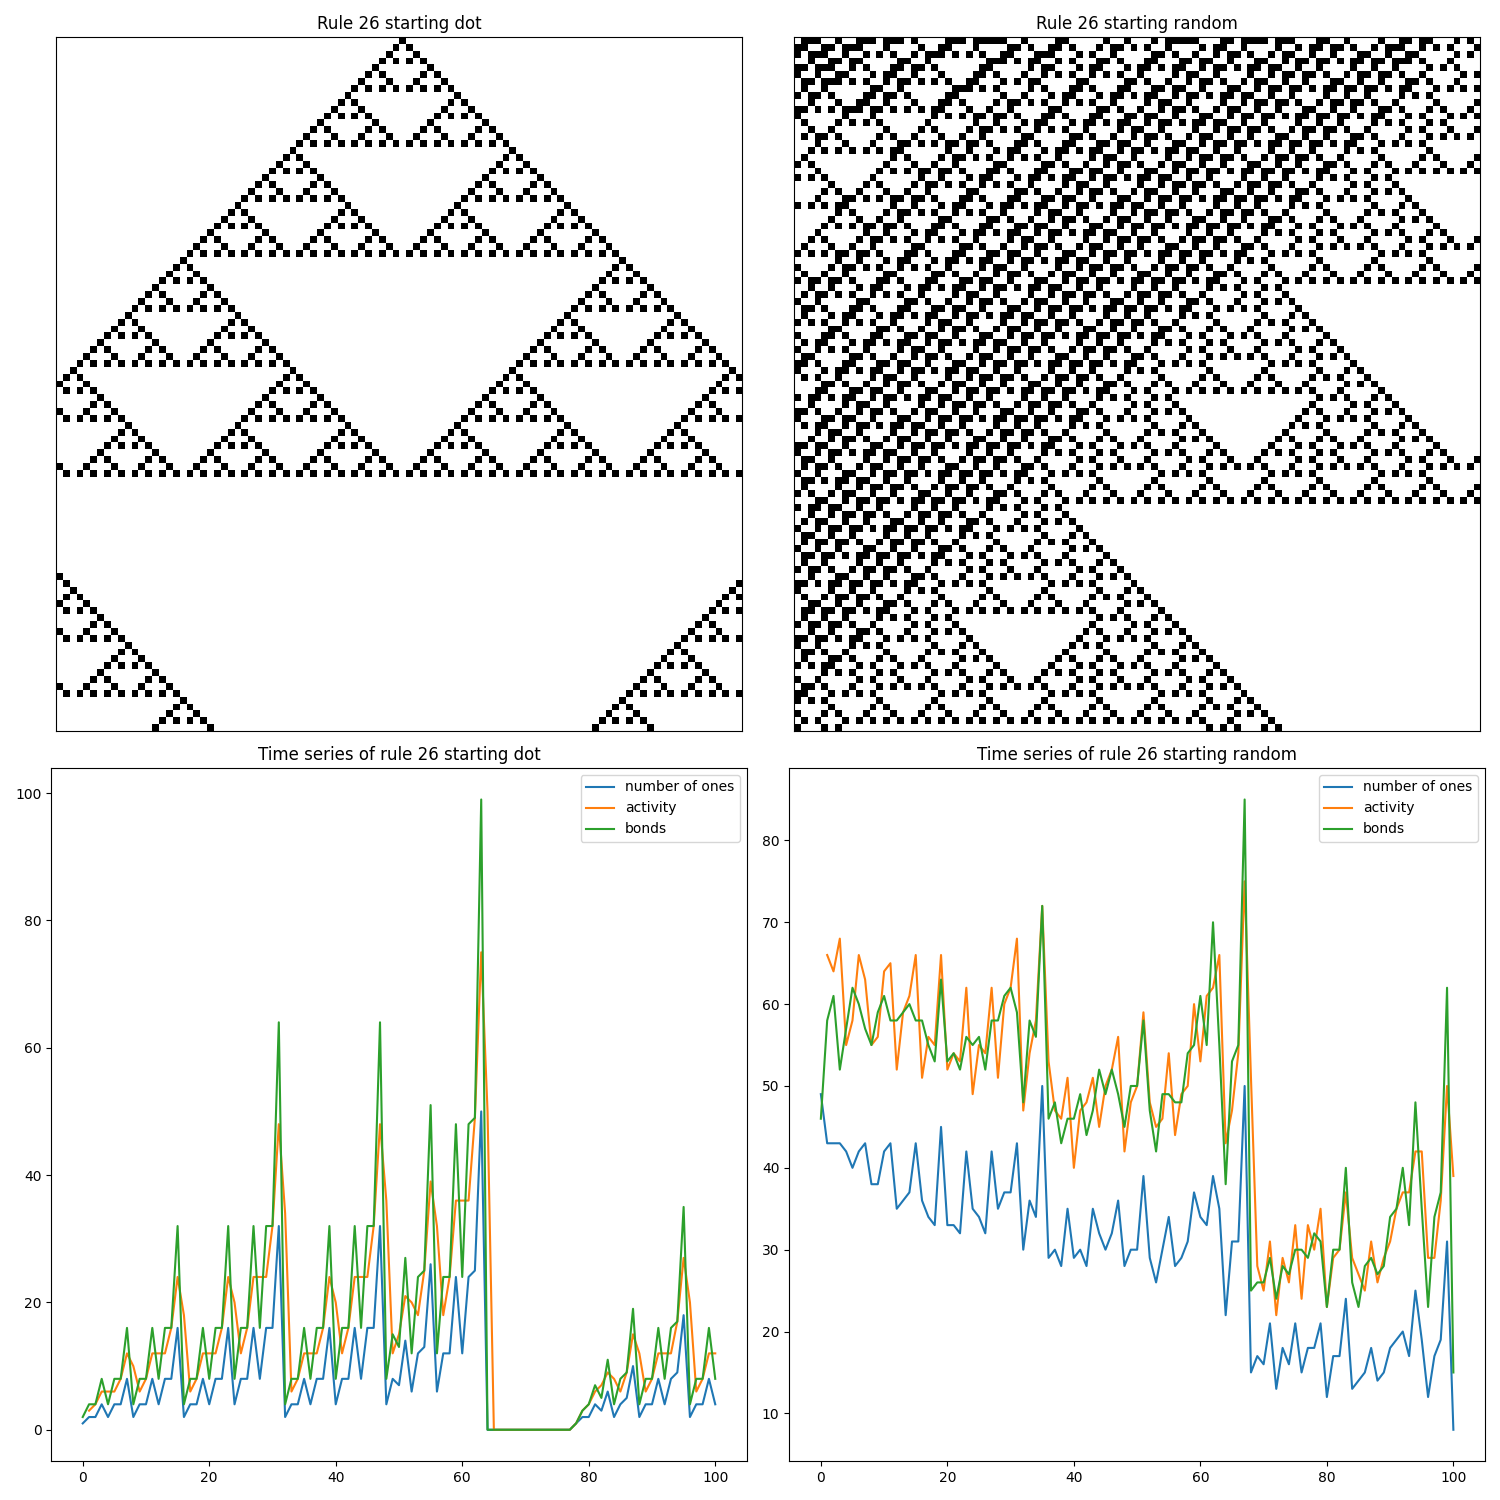 Rule 26 starting dot
Rule 26 starting random
Time series of rule 26 starting dot
100
80
60
40
20
0
0 20 40 60 80 100
number of ones
activity
bonds
Time series of rule 26 starting random
80
70
60
50
40
30
20
10
0 20 40 60 80 100
number of ones
activity
bonds